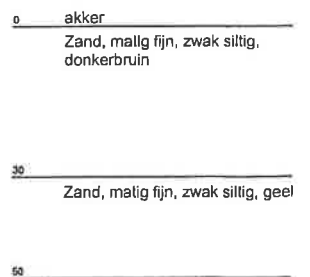 0 akker
Zand, matig fijn, zwak siltig,
donkerbruin
30
Zand, matig fijn, zwak siltig, geel
50